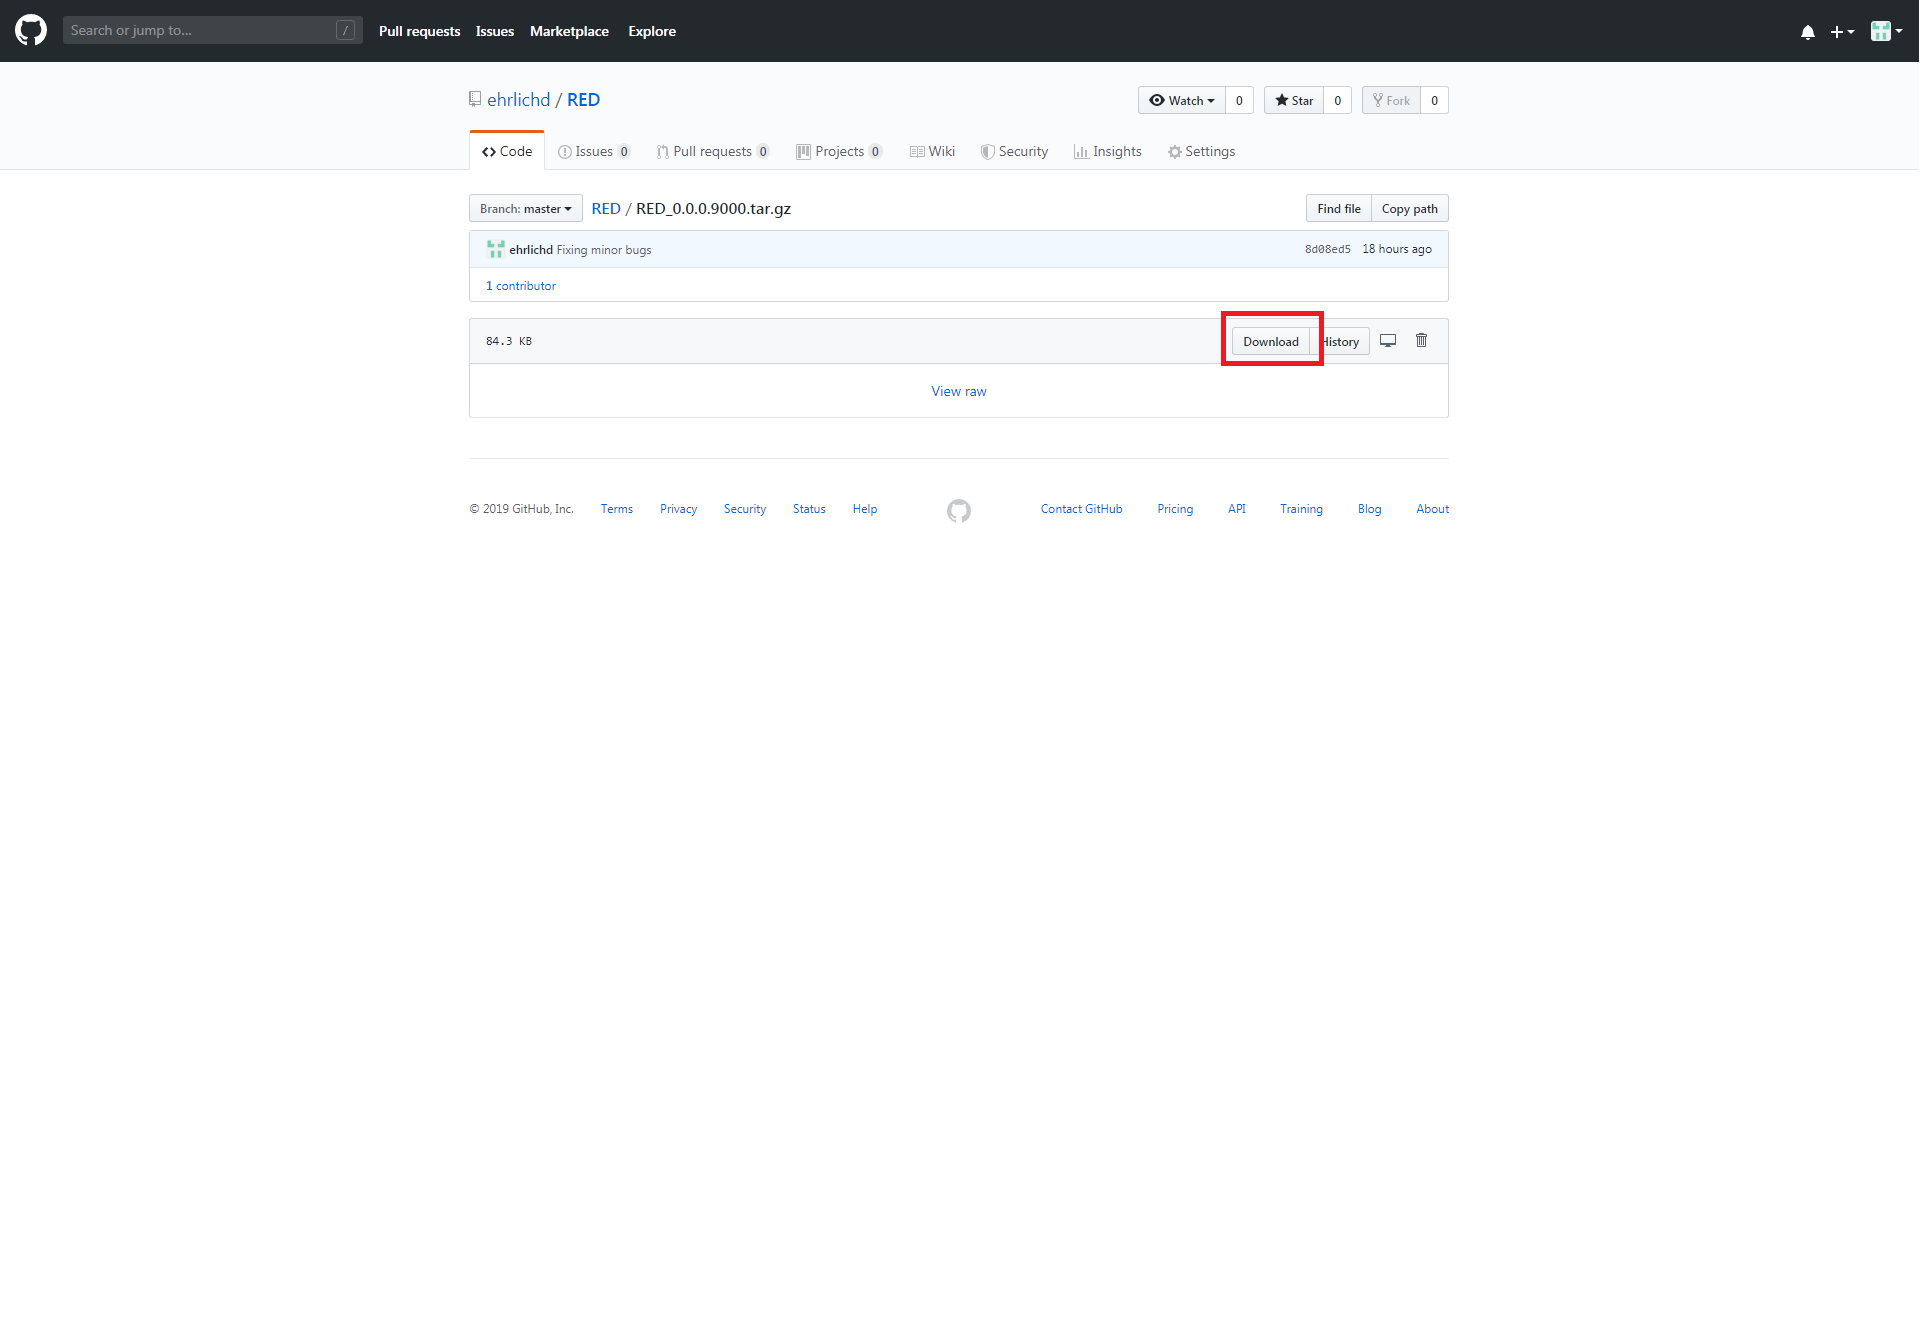 Search or jump to... /
Pull requests Issues Marketplace Explore
ehrlichd / RED
Watch 0 Star 0 Fork 0
Code Issues 0 Pull requests 0 Projects 0 Wiki Security Insights Settings
Branch: master RED / RED_0.0.0.9000.tar.gz Find file Copy path
ehrlichd Fixing minor bugs 8d08ed5 18 hours ago
1 contributor
84.3 KB Download History
View raw
© 2019 GitHub, Inc. Terms Privacy Security Status Help Contact GitHub Pricing API Training Blog About